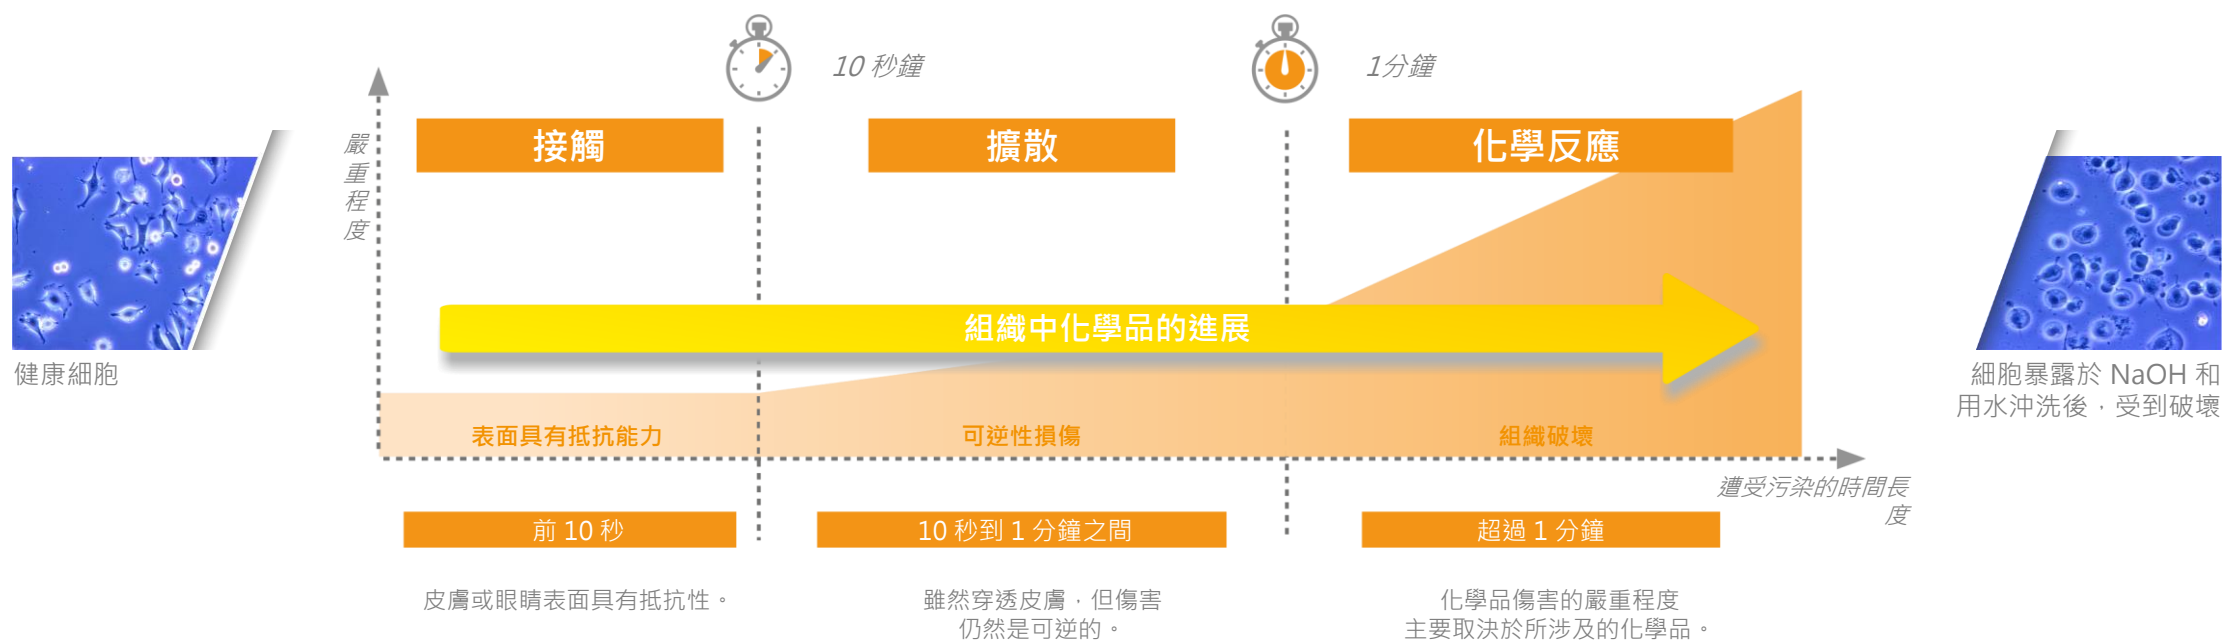 10 秒鐘
1分鐘
嚴重程度
接觸
擴散
化學反應
組織中化學品的進展
健康細胞
細胞暴露於 NaOH 和
用水沖洗後，受到破壞
表面具有抵抗能力
可逆性損傷
組織破壞
遭受污染的時間長
度
前 10 秒
10 秒到 1 分鐘之間
超過 1 分鐘
皮膚或眼睛表面具有抵抗性。
雖然穿透皮膚，但傷害
仍然是可逆的。
化學品傷害的嚴重程度
主要取決於所涉及的化學品。